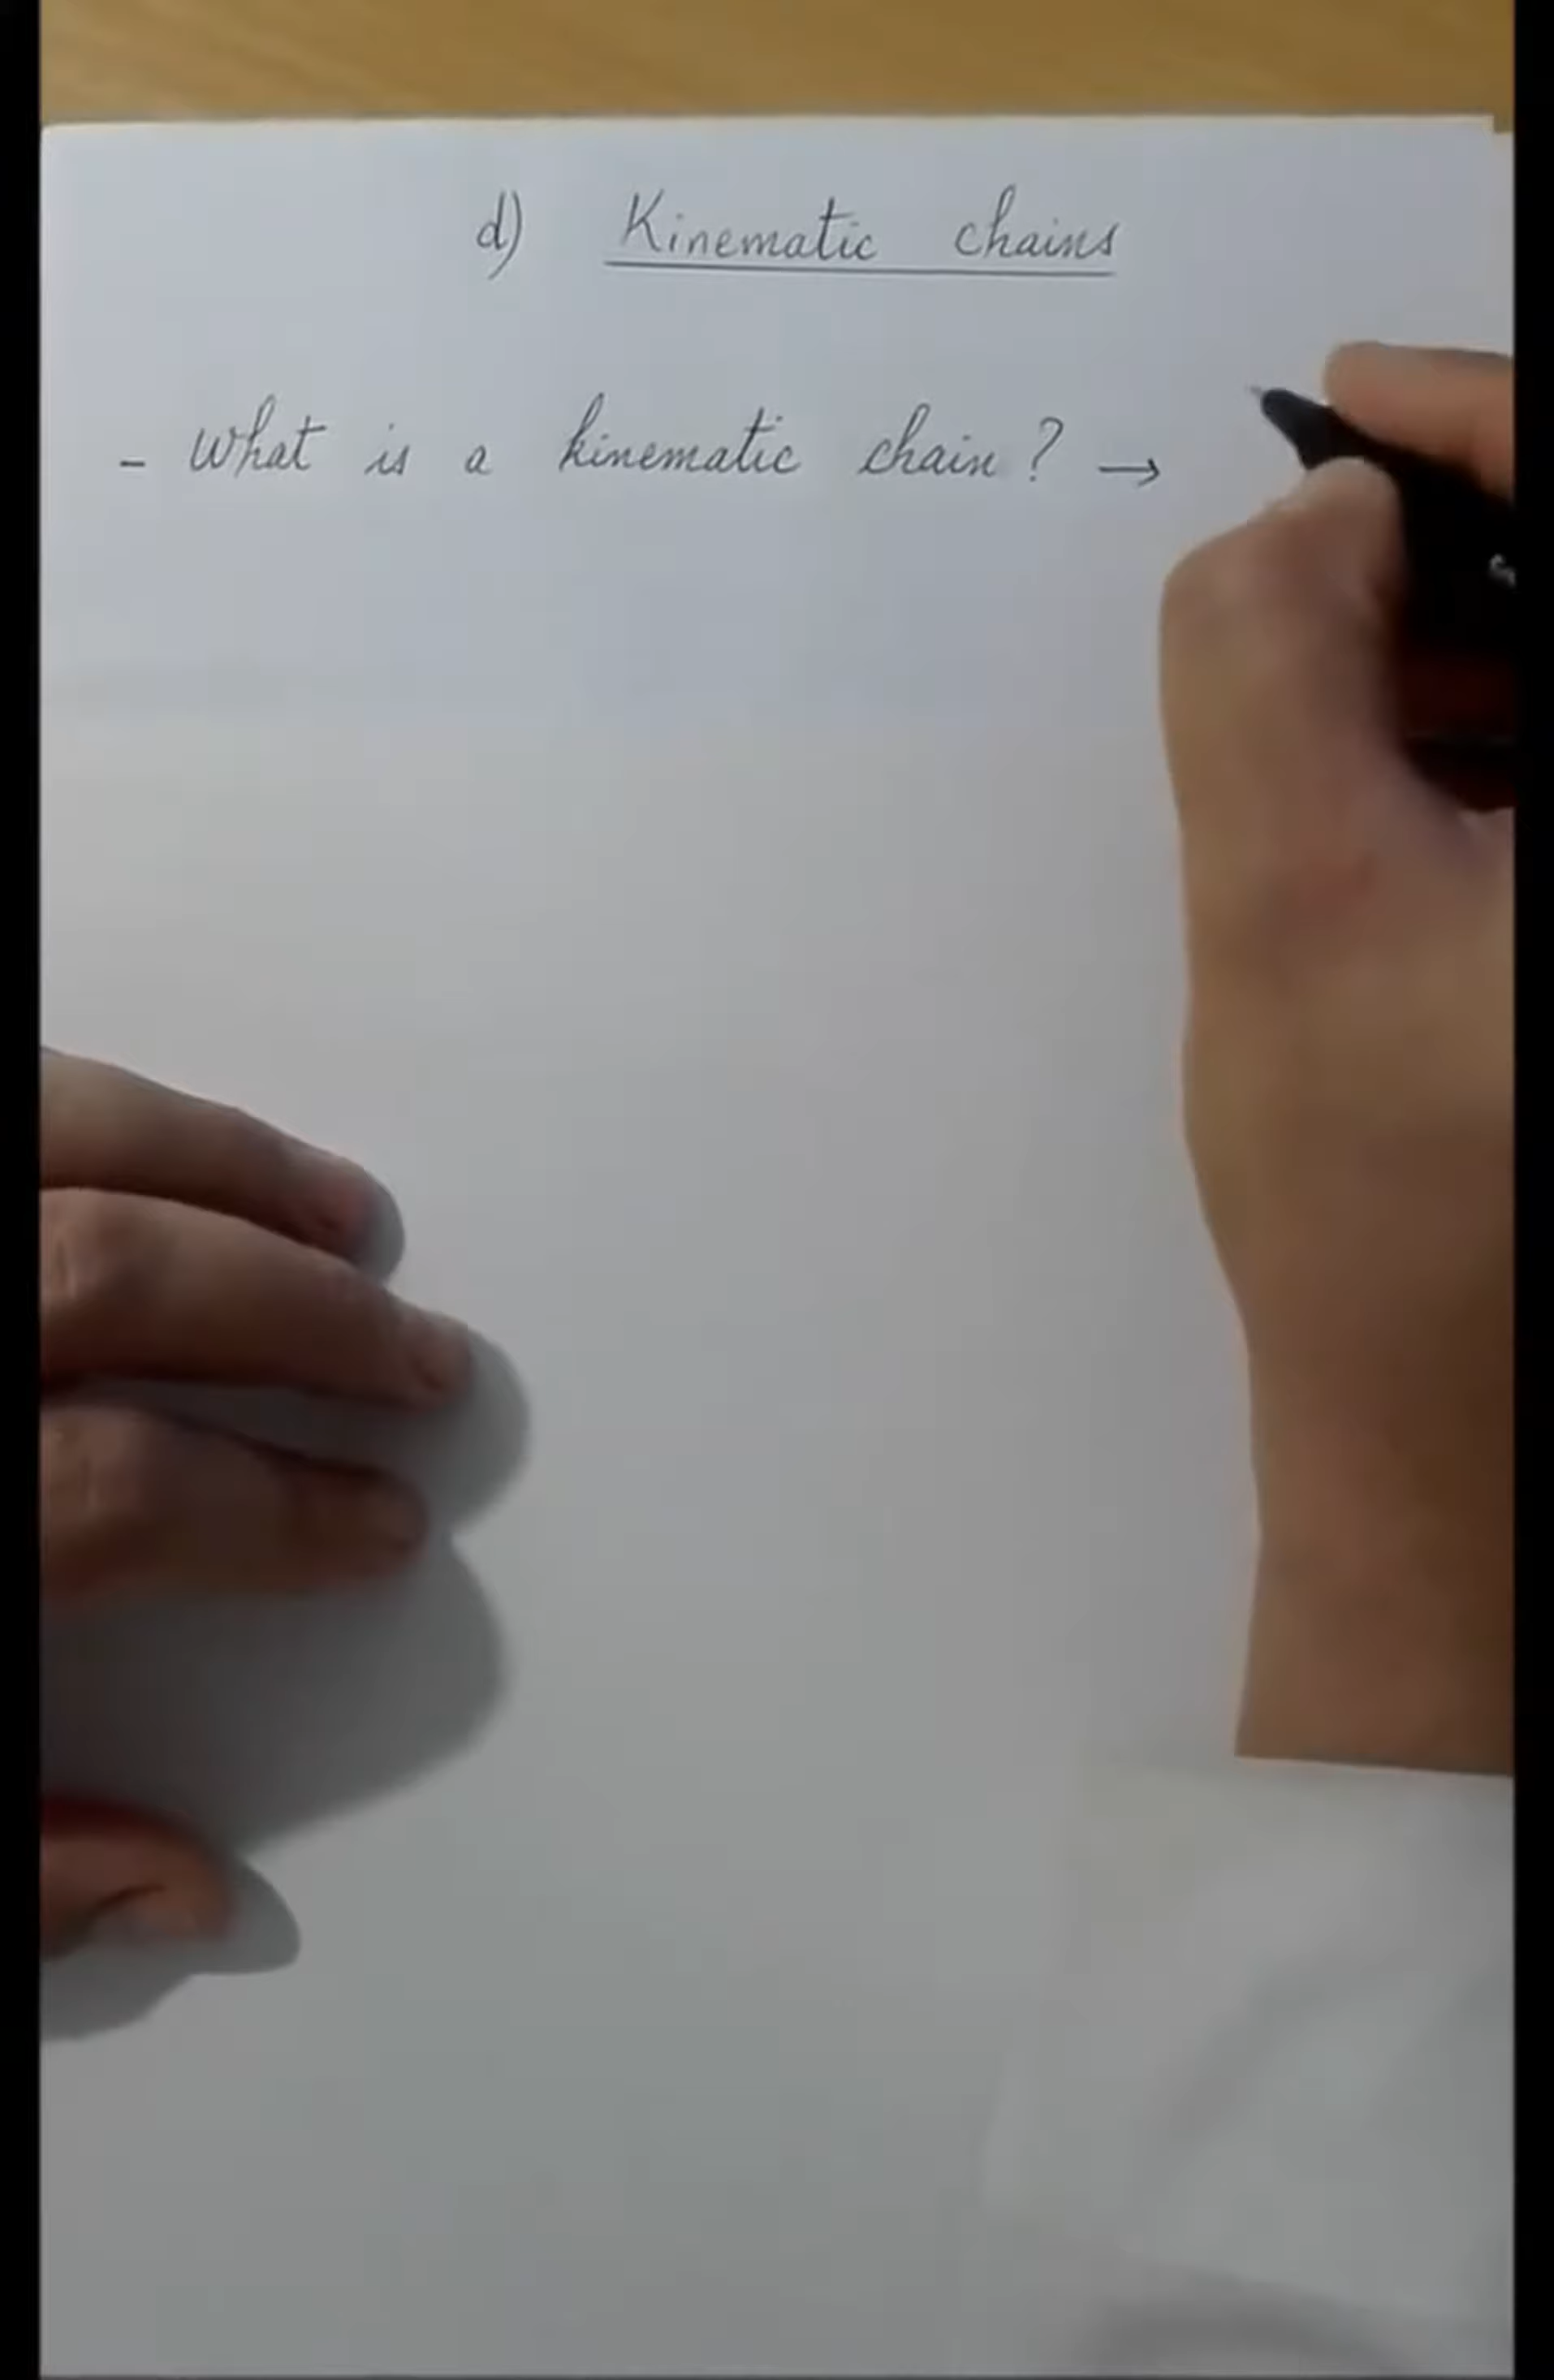 d) Kinematic chains
- What is a kinematic chain? →